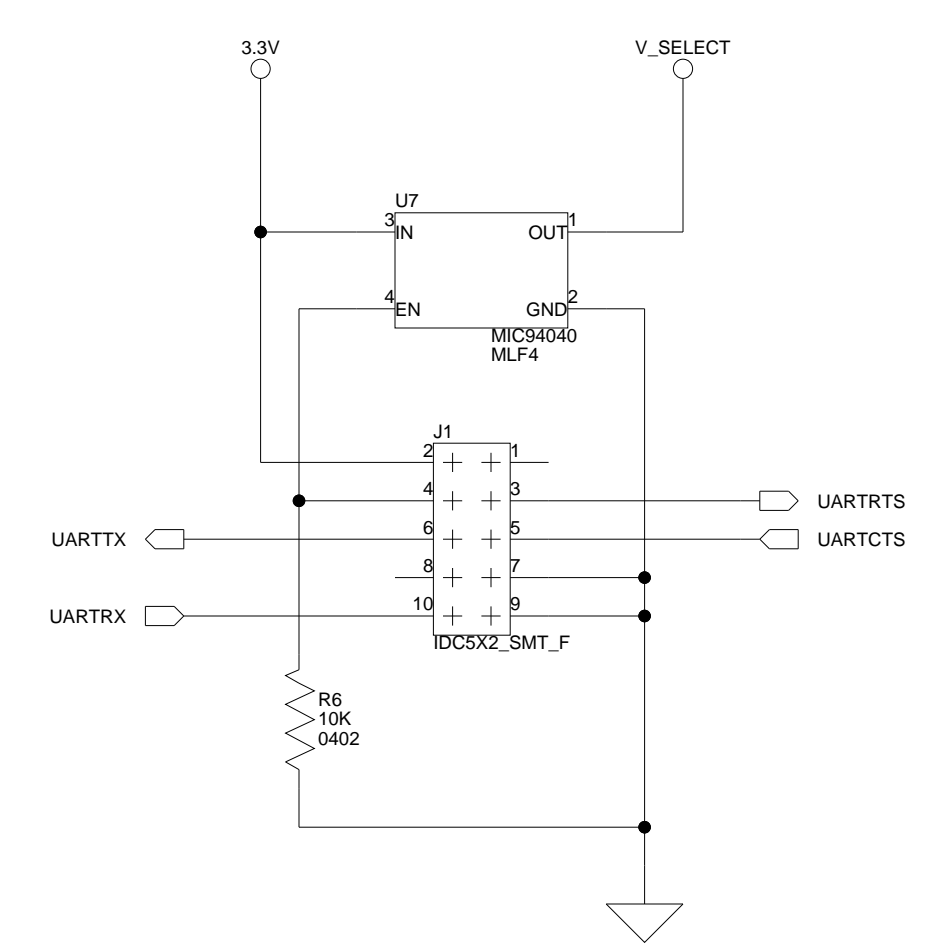 3.3V
V_SELECT
U7
3
1
IN
OUT
4
2
EN
GND
MIC94040
MLF4
J1
2
1
4
3
UARTRTS
UARTTX
6
5
UARTCTS
8
7
UARTRX
10
9
IDC5X2_SMT_F
R6
10K
0402